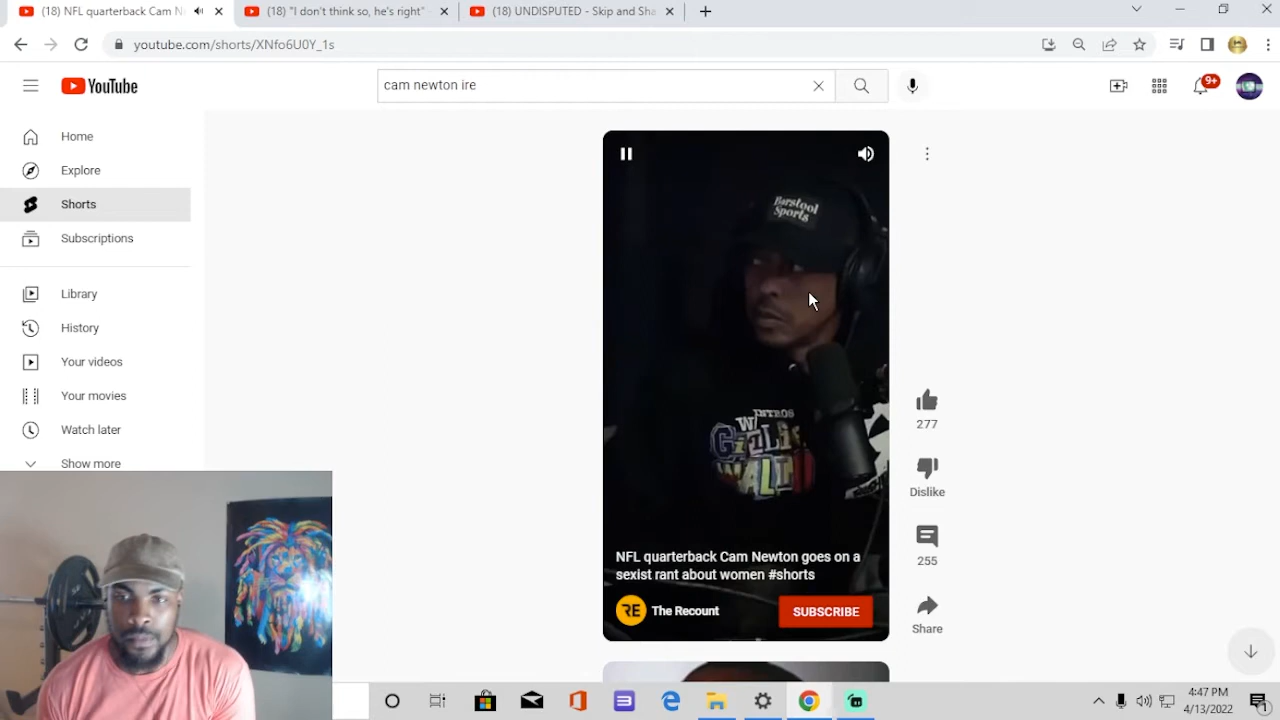 (18) NFL quarterback Cam N
(18) "I don't think so, he's right"
(18) UNDISPUTED - Skip and Sha
youtube.com/shorts/XNfo6U0Y_1s
YouTube
cam newton ire
9+
Home
Explore
Shorts
Subscriptions
Library
History
Your videos
Your movies
Watch later
Show more
Barstool
Sports
277
Dislike
255
Share
NFL quarterback Cam Newton goes on a
sexist rant about women #shorts
RE
The Recount
SUBSCRIBE
4:47 PM
4/13/2022